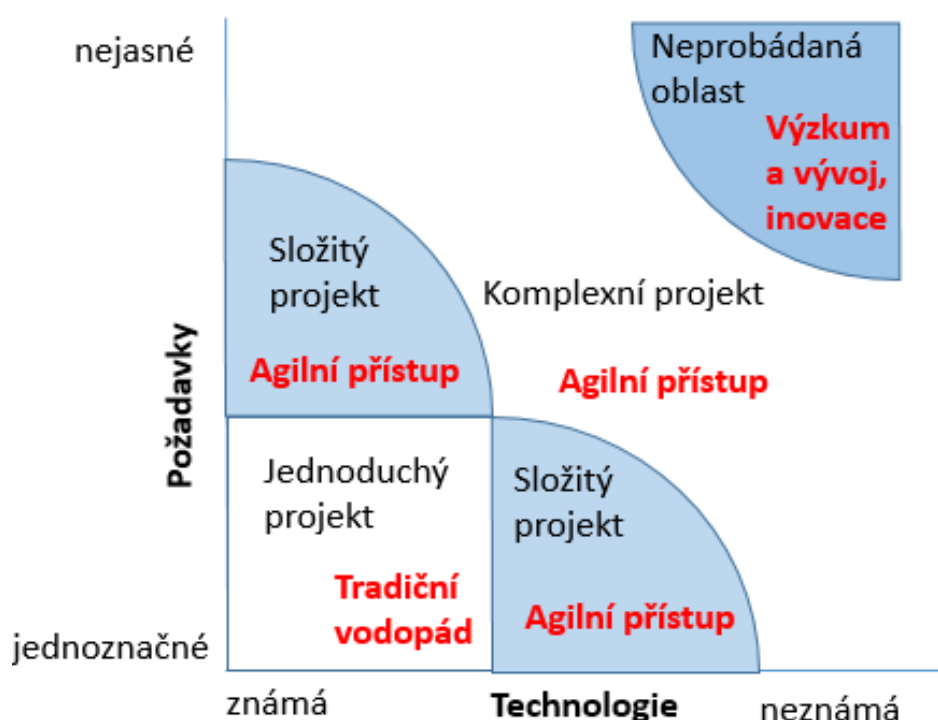 nejasné
Neprobádaná
oblast
Výzkum
a vývoj,
inovace
Složitý
projekt
Agilní přístup
Komplexní projekt
Agilní přístup
Požadavky
Jednoduchý
projekt
Tradiční
vodopád
Složitý
projekt
Agilní přístup
jednoznačné
známá
Technologie
neznámá